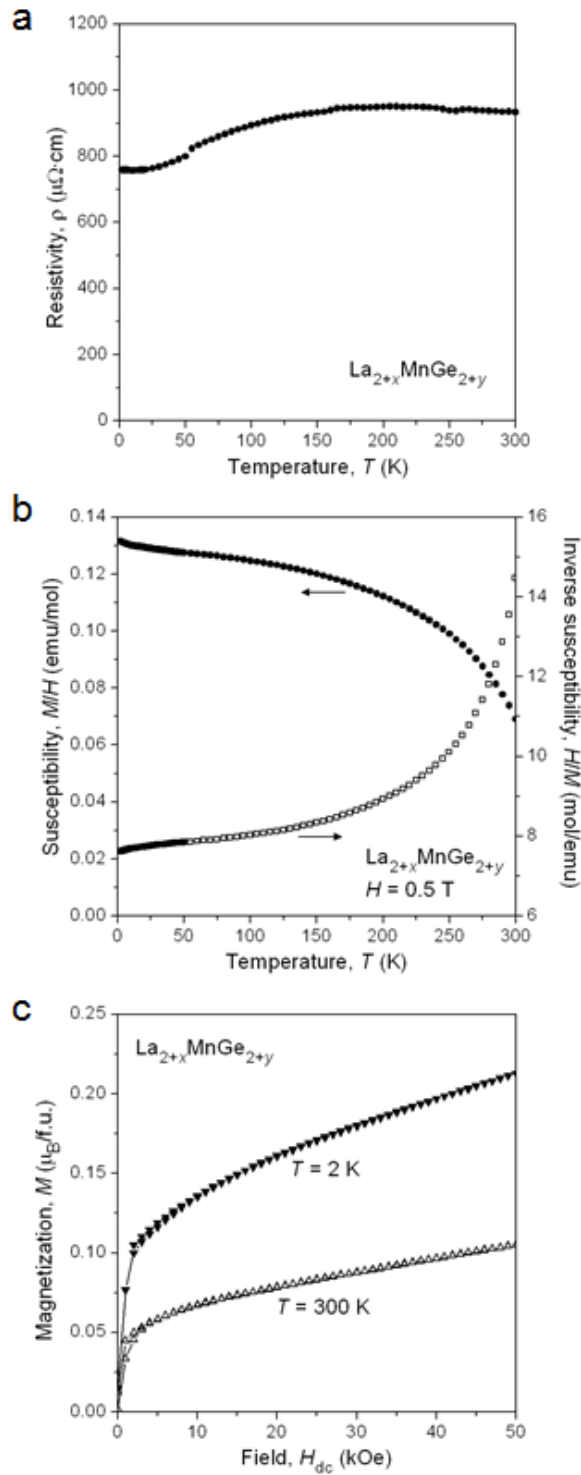 a
1200
1000
800
600
400
200
0
Resistivity, ρ (μΩ·cm)
La2+xMnGe2+y
0 50 100 150 200 250 300
Temperature, T (K)
b
0.14
0.12
0.10
0.08
0.06
0.04
0.02
0.00
Susceptibility, M/H (emu/mol)
16
14
12
10
8
6
Inverse susceptibility, H/M (mol/emu)
La2+xMnGe2+y
H = 0.5 T
0 50 100 150 200 250 300
Temperature, T (K)
c
0.25
0.20
0.15
0.10
0.05
0.00
Magnetization, M (μB/f.u.)
La2+xMnGe2+y
T = 2 K
T = 300 K
0 10 20 30 40 50
Field, Hdc (kOe)